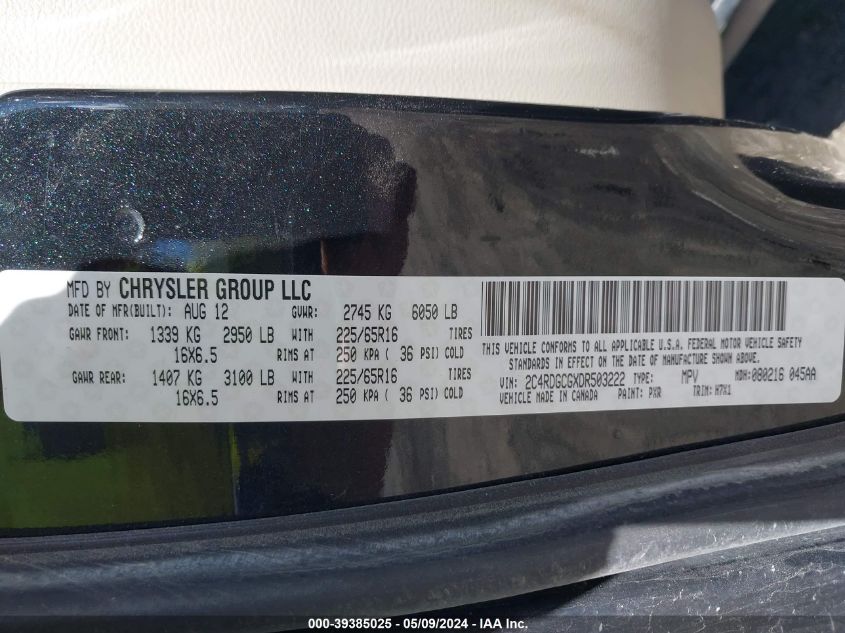 MFD BY CHRYSLER GROUP LLC
DATE OF MFR(BUILT): AUG 12 GVWR: 2745 KG 6050 LB
GAWR FRONT: 1339 KG 2950 LB WITH 225/65R16 TIRES
16X6.5 RIMS AT 250 KPA ( 36 PSI) COLD
GAWR REAR: 1407 KG 3100 LB WITH 225/65R16 TIRES
16X6.5 RIMS AT 250 KPA ( 36 PSI) COLD
THIS VEHICLE CONFORMS TO ALL APPLICABLE U.S.A. FEDERAL MOTOR VEHICLE SAFETY
STANDARDS IN EFFECT ON THE DATE OF MANUFACTURE SHOWN ABOVE.
VIN: 2C4RDGCGXDR503222 TYPE: MPV MDH: 080216 045AA
VEHICLE MADE IN CANADA PAINT: PXR TRIM: H7X1
000-39385025 - 05/09/2024 - IAA Inc.